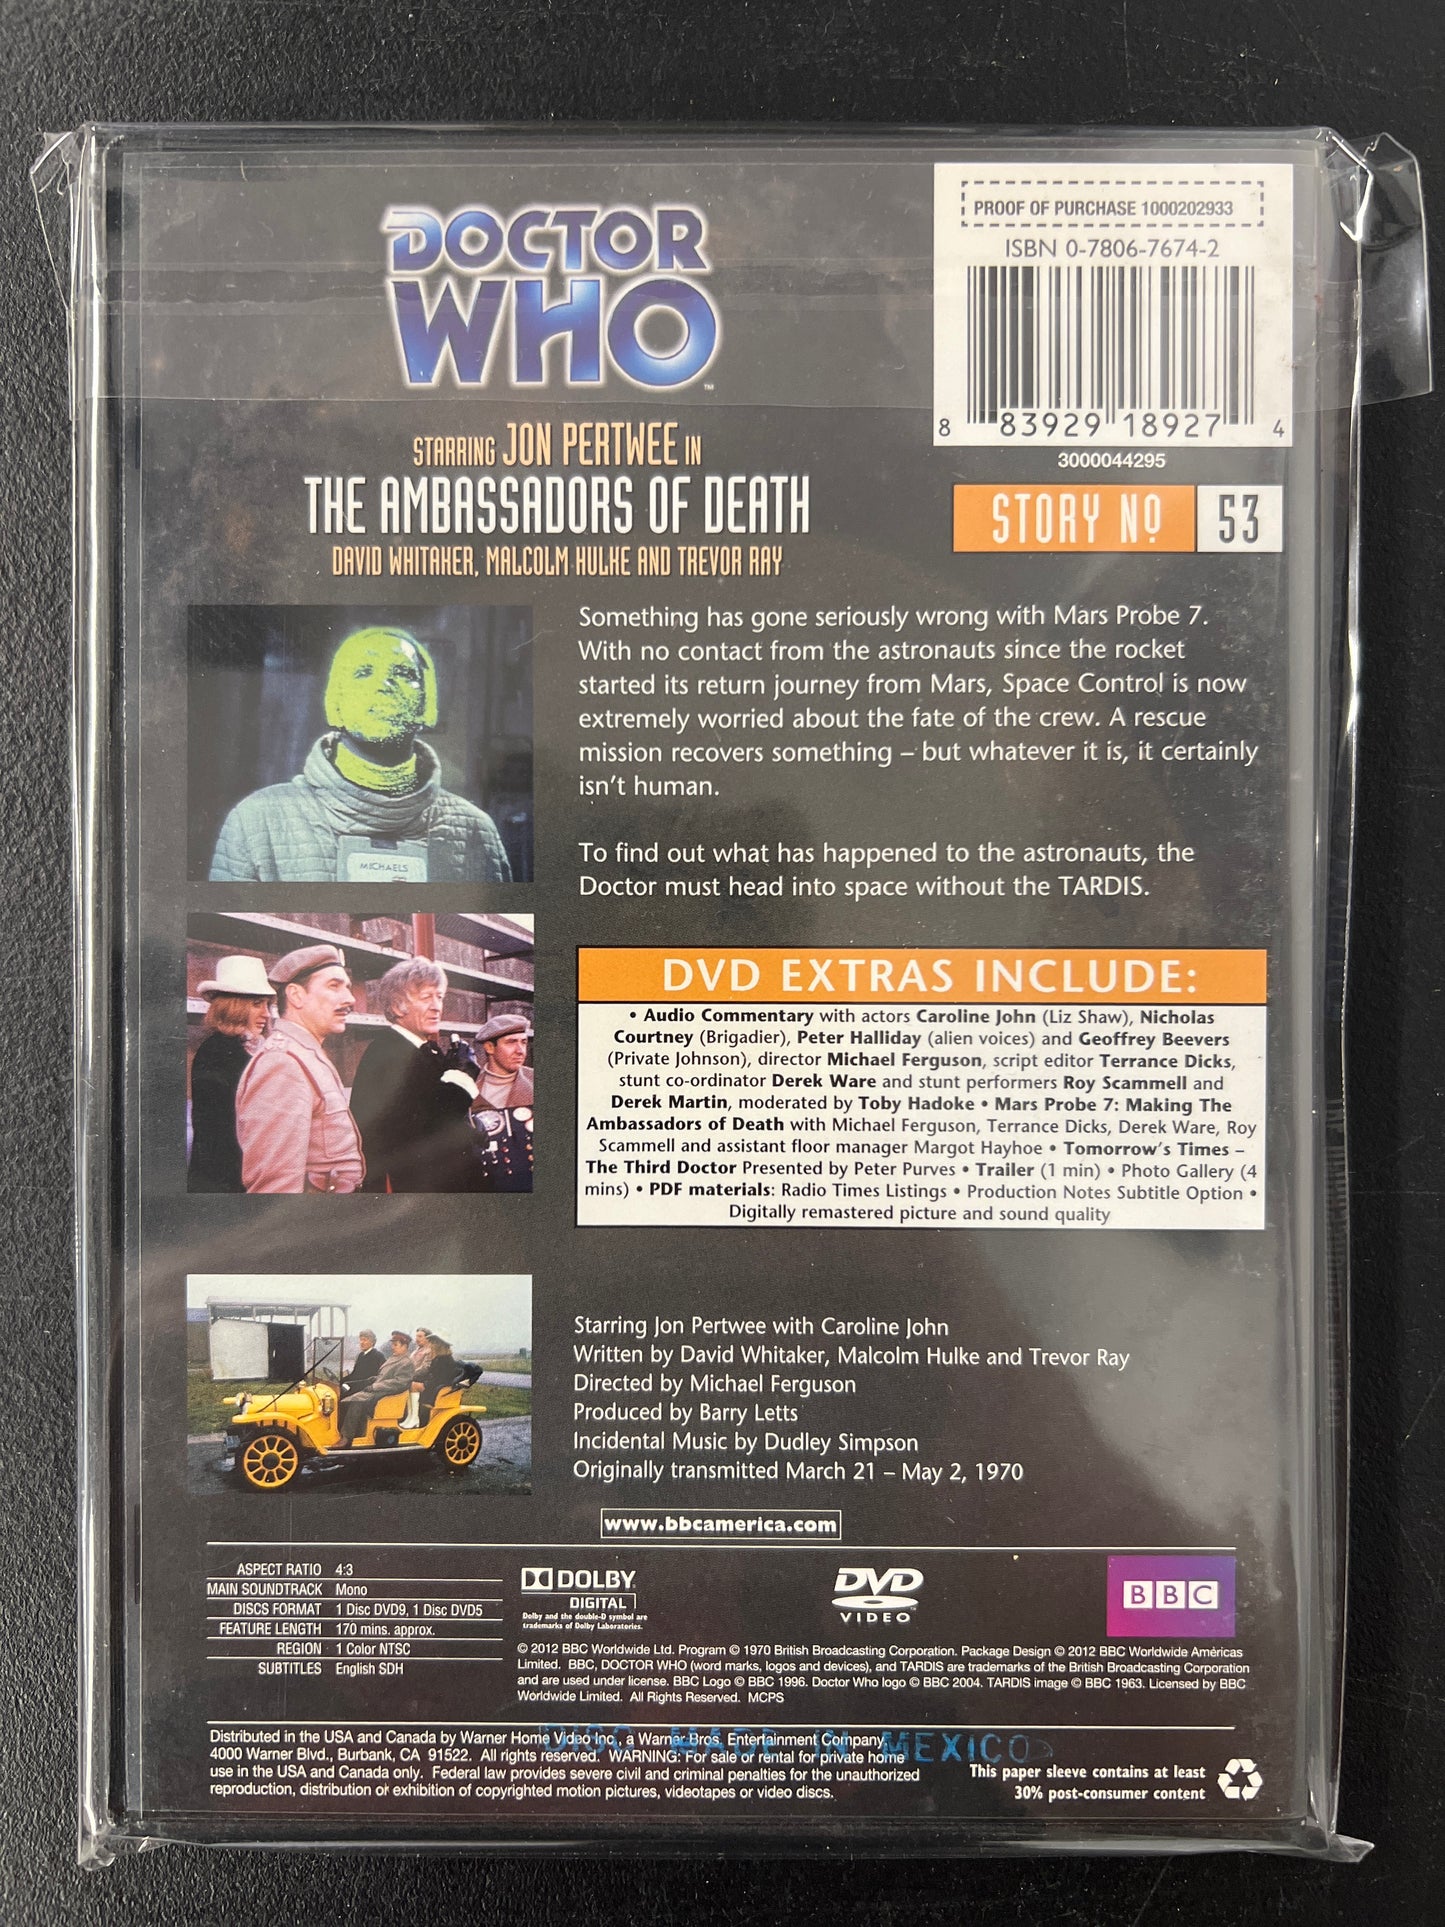 DOCTOR
WHO
™
PROOF OF PURCHASE 1000202933
ISBN 0-7806-7674-2
8 83929 18927 4
3000044295
STORY Nº 53
STARRING JON PERTWEE IN
THE AMBASSADORS OF DEATH
DAVID WHITAKER, MALCOLM HULKE AND TREVOR RAY
Something has gone seriously wrong with Mars Probe 7.
With no contact from the astronauts since the rocket
started its return journey from Mars, Space Control is now
extremely worried about the fate of the crew. A rescue
mission recovers something – but whatever it is, it certainly
isn't human.
To find out what has happened to the astronauts, the
Doctor must head into space without the TARDIS.
MICHAELS
DVD EXTRAS INCLUDE:
• Audio Commentary with actors Caroline John (Liz Shaw), Nicholas
Courtney (Brigadier), Peter Halliday (alien voices) and Geoffrey Beevers
(Private Johnson), director Michael Ferguson, script editor Terrance Dicks,
stunt co-ordinator Derek Ware and stunt performers Roy Scammell and
Derek Martin, moderated by Toby Hadoke • Mars Probe 7: Making The
Ambassadors of Death with Michael Ferguson, Terrance Dicks, Derek Ware, Roy
Scammell and assistant floor manager Margot Hayhoe • Tomorrow's Times –
The Third Doctor Presented by Peter Purves • Trailer (1 min) • Photo Gallery (4
mins) • PDF materials: Radio Times Listings • Production Notes Subtitle Option •
Digitally remastered picture and sound quality
Starring Jon Pertwee with Caroline John
Written by David Whitaker, Malcolm Hulke and Trevor Ray
Directed by Michael Ferguson
Produced by Barry Letts
Incidental Music by Dudley Simpson
Originally transmitted March 21 – May 2, 1970
www.bbcamerica.com
ASPECT RATIO 4:3
MAIN SOUNDTRACK Mono
DISCS FORMAT 1 Disc DVD9, 1 Disc DVD5
FEATURE LENGTH 170 mins. approx.
REGION 1 Color NTSC
SUBTITLES English SDH
DOLBY
DIGITAL
Dolby and the double-D symbol are
trademarks of Dolby Laboratories.
DVD
VIDEO
BBC
© 2012 BBC Worldwide Ltd. Program © 1970 British Broadcasting Corporation. Package Design © 2012 BBC Worldwide Américas
Limited. BBC, DOCTOR WHO (word marks, logos and devices), and TARDIS are trademarks of the British Broadcasting Corporation
and are used under license. BBC Logo © BBC 1996. Doctor Who logo © BBC 2004. TARDIS image © BBC 1963. Licensed by BBC
Worldwide Limited. All Rights Reserved. MCPS
Distributed in the USA and Canada by Warner Home Video Inc., a Warner Bros. Entertainment Company,
4000 Warner Blvd., Burbank, CA 91522. All rights reserved. WARNING: For sale or rental for private home
use in the USA and Canada only. Federal law provides severe civil and criminal penalties for the unauthorized
reproduction, distribution or exhibition of copyrighted motion pictures, videotapes or video discs.
DISC MADE IN MEXICO
This paper sleeve contains at least
30% post-consumer content